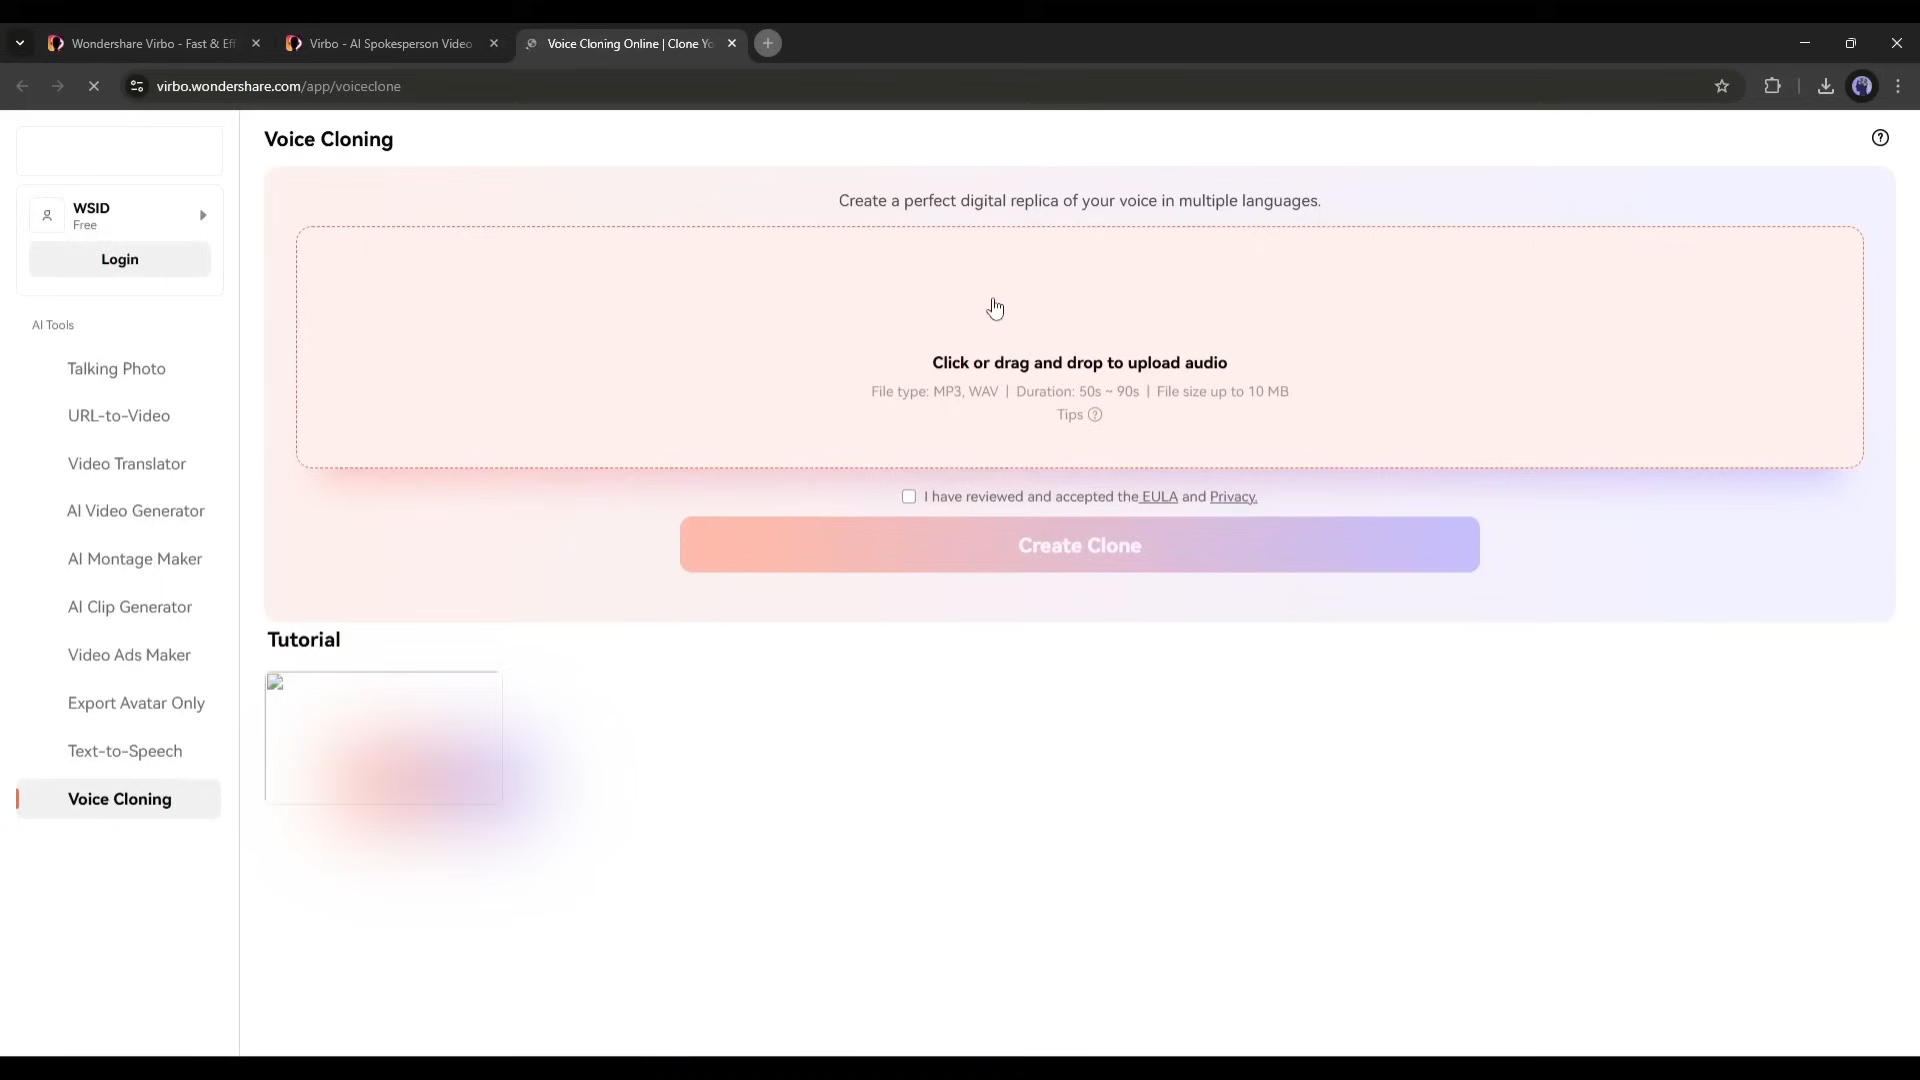 Wondershare Virbo - Fast & Eff
Virbo - AI Spokesperson Video
Voice Cloning Online | Clone Yo
virbo.wondershare.com/app/voiceclone
Voice Cloning
WSID
Free
Login
AI Tools
Talking Photo
URL-to-Video
Video Translator
AI Video Generator
AI Montage Maker
AI Clip Generator
Video Ads Maker
Export Avatar Only
Text-to-Speech
Voice Cloning
Create a perfect digital replica of your voice in multiple languages.
Click or drag and drop to upload audio
File type: MP3, WAV | Duration: 50s ~ 90s | File size up to 10 MB
Tips
I have reviewed and accepted the EULA and Privacy.
Create Clone
Tutorial